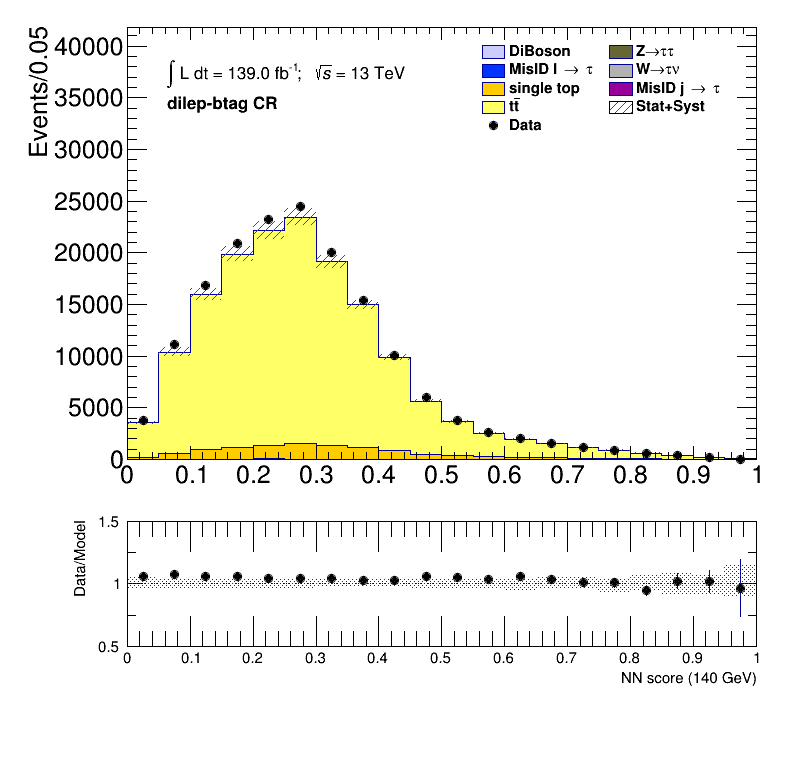 Events/0.05
40000
35000
30000
25000
20000
15000
10000
5000
0
∫ L dt = 139.0 fb⁻¹; √s = 13 TeV
dilep-btag CR
DiBoson
MisID l → τ
single top
tt̄
Data
Z→ττ
W→τν
MisID j → τ
Stat+Syst
0 0.1 0.2 0.3 0.4 0.5 0.6 0.7 0.8 0.9 1
Data/Model
1.5
1
0.5
0 0.1 0.2 0.3 0.4 0.5 0.6 0.7 0.8 0.9 1
NN score (140 GeV)